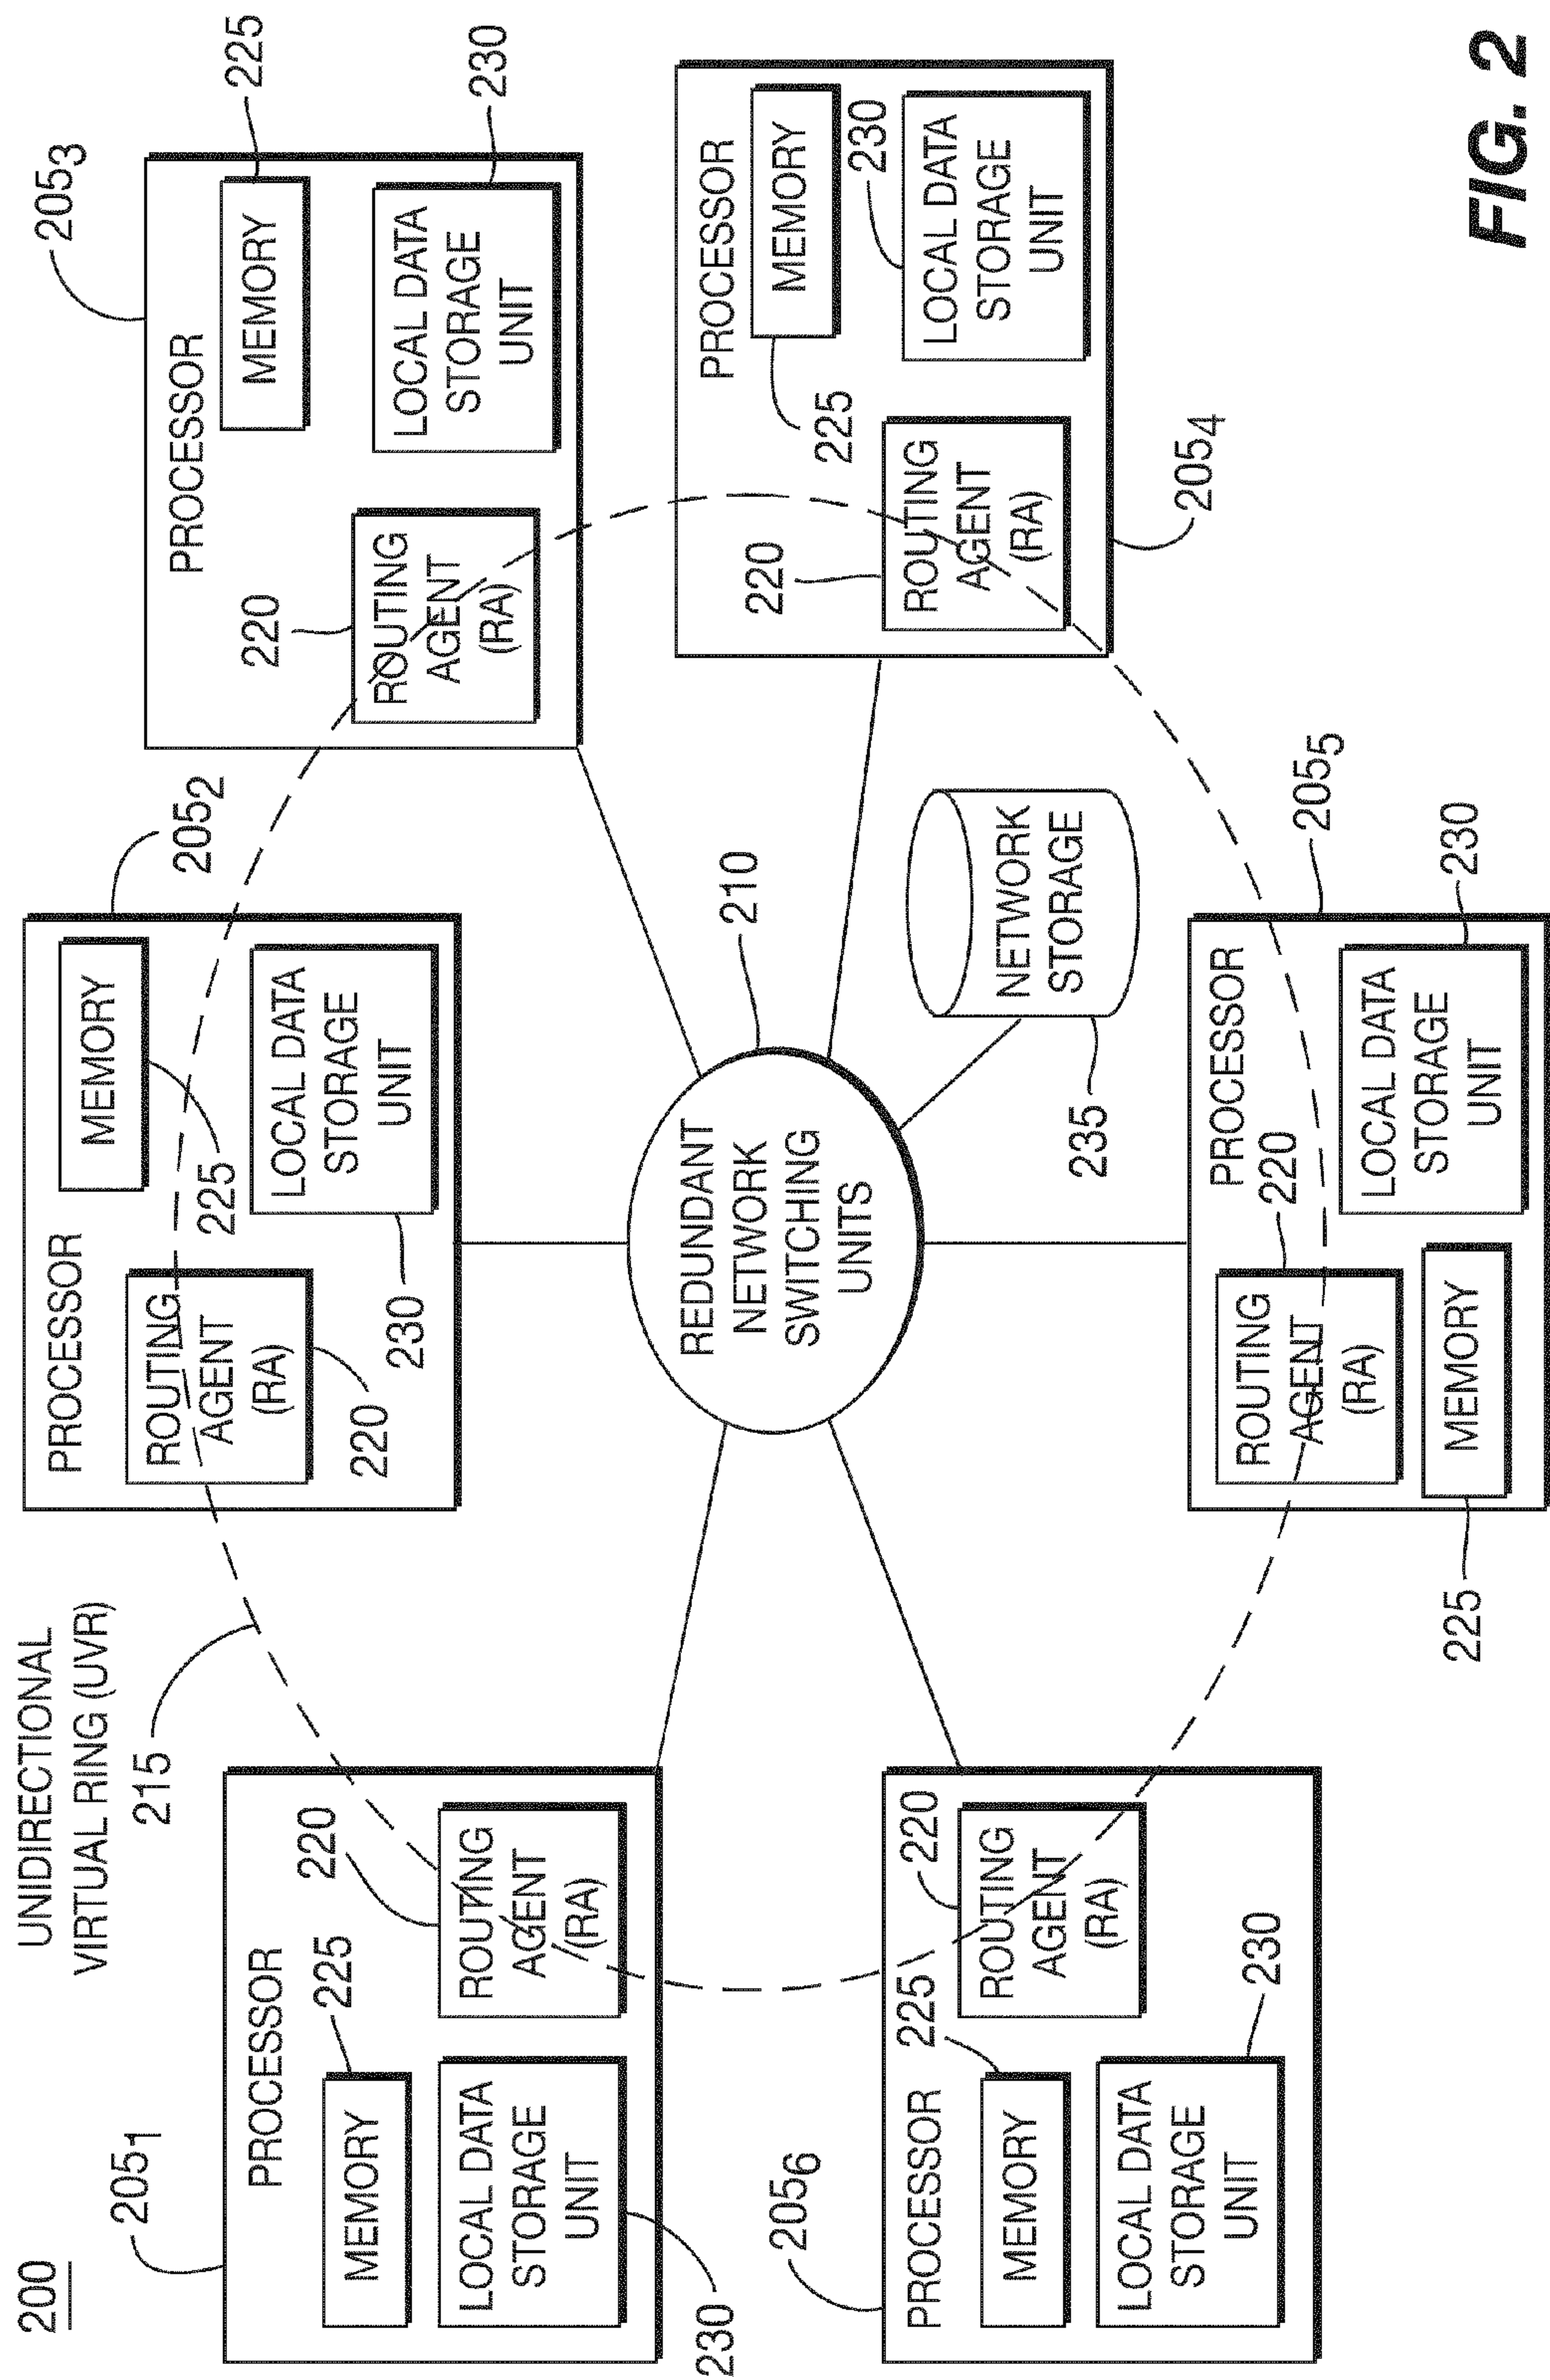 200
UNIDIRECTIONAL
VIRTUAL RING (UVR)
215
205₁
PROCESSOR
225
MEMORY
220
ROUTING
AGENT
(RA)
LOCAL DATA
STORAGE
UNIT
230
205₂
PROCESSOR
MEMORY
225
ROUTING
AGENT
(RA)
220
LOCAL DATA
STORAGE
UNIT
230
205₃
PROCESSOR
MEMORY
225
220
ROUTING
AGENT
(RA)
LOCAL DATA
STORAGE
UNIT
230
REDUNDANT
NETWORK
SWITCHING
UNITS
210
NETWORK
STORAGE
235
PROCESSOR
MEMORY
225
230
LOCAL DATA
STORAGE
UNIT
220
ROUTING
AGENT
(RA)
205₄
205₆
PROCESSOR
225
MEMORY
220
ROUTING
AGENT
(RA)
LOCAL DATA
STORAGE
UNIT
230
205₅
PROCESSOR
220
ROUTING
AGENT
(RA)
MEMORY
225
LOCAL DATA
STORAGE
UNIT
230
FIG. 2